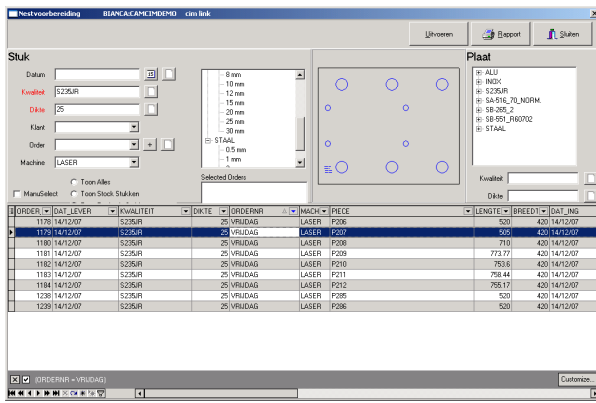 Nestvoorbereiding BIANCA:CAMCIMDEMO cim link
Uitvoeren Rapport Sluiten
Stuk
Plaat
Datum 15
Kwaliteit S235JR
Dikte 25
Klant
Order +
Machine LASER
Toon Alles
ManuSelect Toon Stock Stukken
8 mm
10 mm
12 mm
15 mm
20 mm
25 mm
30 mm
STAAL
0.5 mm
1 mm
Selected Orders
ALU
INOX
S235JR
SA-516_70_NORM.
SB-265_2
SB-551_R60702
STAAL
Kwaliteit
Dikte
ORDER_ DAT_LEVER KWALITEIT DIKTE ORDERNR MACH PIECE LENGTE BREEDT DAT_ING
1178 14/12/07 S235JR 25 VRIJDAG LASER P206 520 420 14/12/07
1179 14/12/07 S235JR 25 VRIJDAG LASER P207 505 420 14/12/07
1180 14/12/07 S235JR 25 VRIJDAG LASER P208 710 420 14/12/07
1181 14/12/07 S235JR 25 VRIJDAG LASER P209 773.77 420 14/12/07
1182 14/12/07 S235JR 25 VRIJDAG LASER P210 753.6 420 14/12/07
1183 14/12/07 S235JR 25 VRIJDAG LASER P211 758.44 420 14/12/07
1184 14/12/07 S235JR 25 VRIJDAG LASER P212 755.17 420 14/12/07
1238 14/12/07 S235JR 25 VRIJDAG LASER P285 520 420 14/12/07
1239 14/12/07 S235JR 25 VRIJDAG LASER P286 520 420 14/12/07
(ORDERNR = VRIJDAG) Customize...